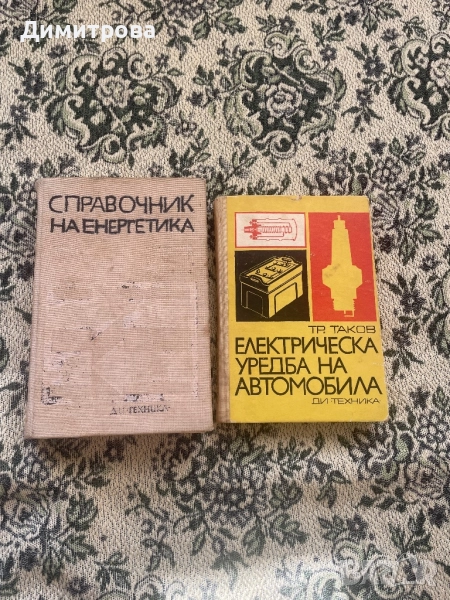 Димитрова
СПРАВОЧНИК
НА ЕНЕРГЕТИКА
ДИ "ТЕХНИКА"
ТР. ТАКОВ
ЕЛЕКТРИЧЕСКА
УРЕДБА НА
АВТОМОБИЛА
ДИ ТЕХНИКА